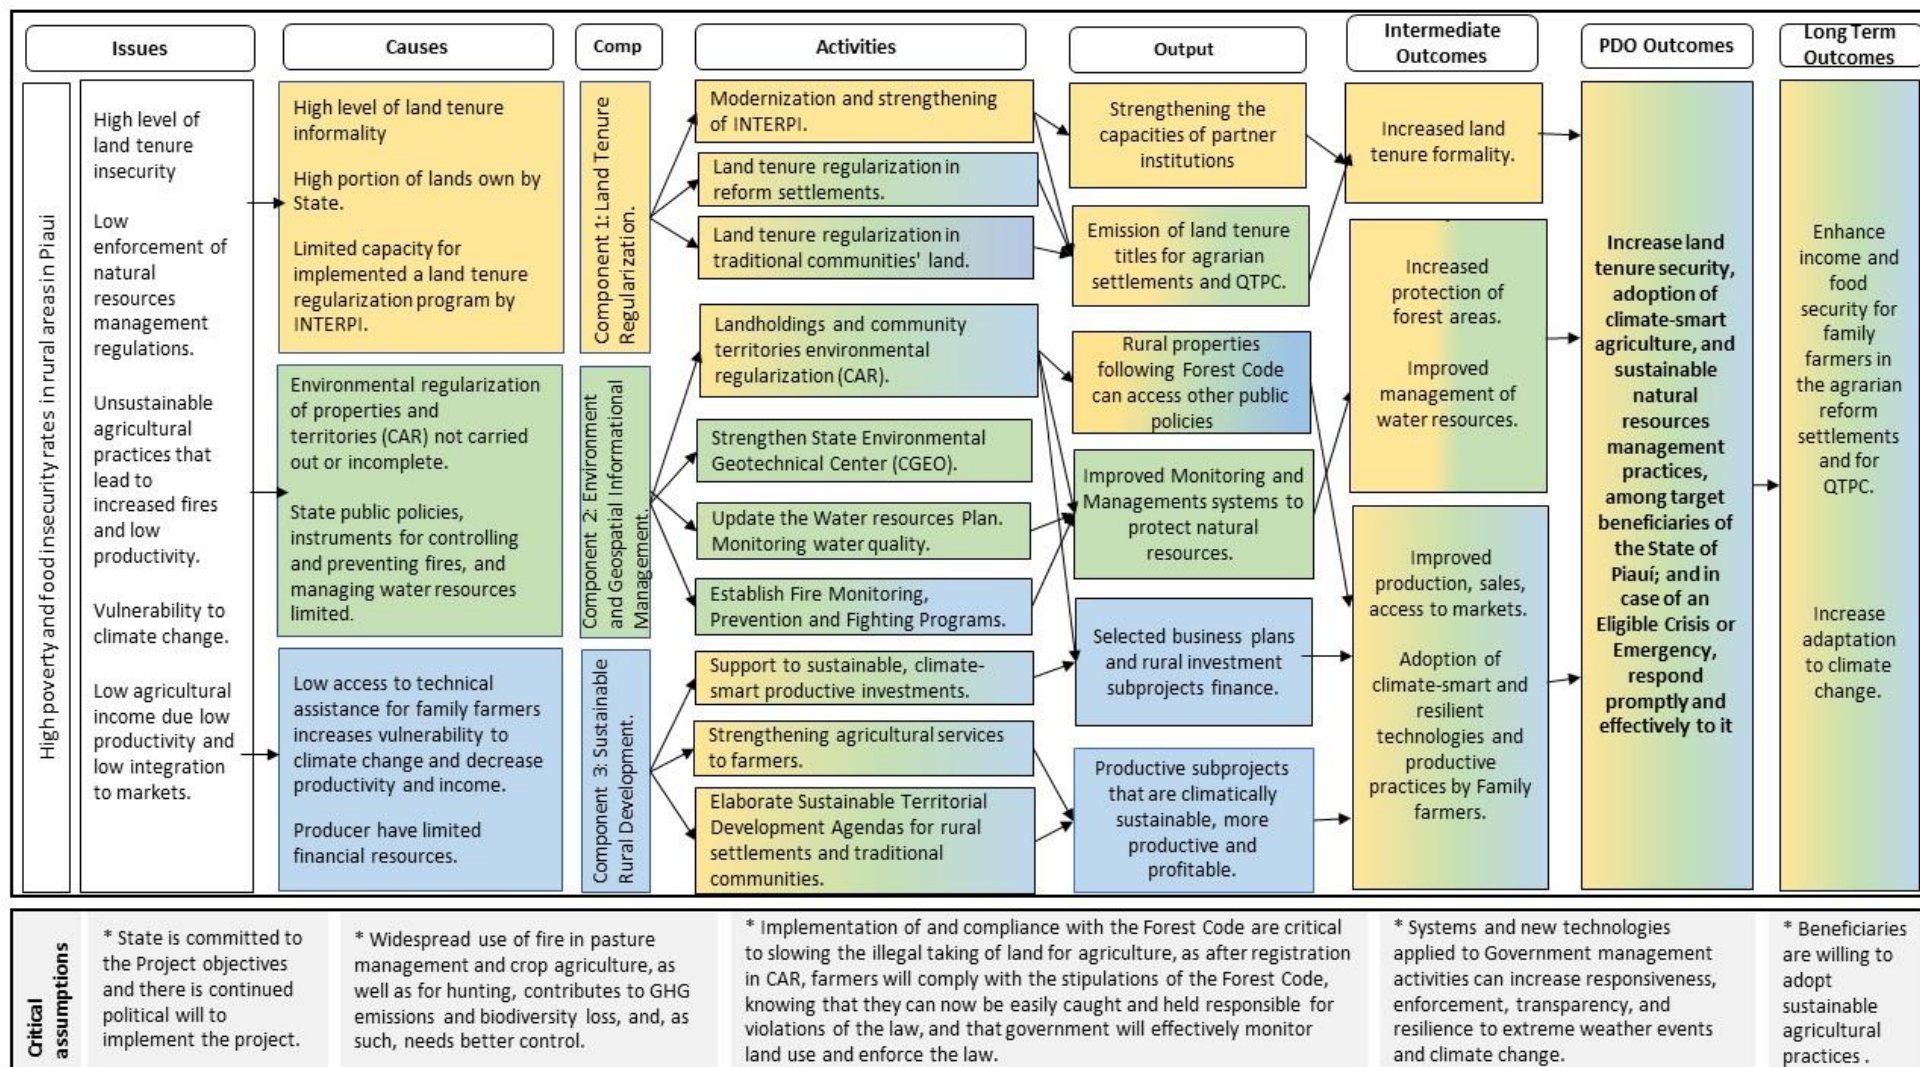 Issues
Causes
Comp
Activities
Output
Intermediate
Outcomes
PDO Outcomes
Long Term
Outcomes
High poverty and food insecurity rates in rural areas in Piaui
High level of
land tenure
insecurity
Low
enforcement of
natural
resources
management
regulations.
Unsustainable
agricultural
practices that
lead to
increased fires
and low
productivity.
Vulnerability to
climate change.
Low agricultural
income due low
productivity and
low integration
to markets.
High level of land tenure
informality
High portion of lands own by
State.
Limited capacity for
implemented a land tenure
regularization program by
INTERPI.
Environmental regularization
of properties and
territories (CAR) not carried
out or incomplete.
State public policies,
instruments for controlling
and preventing fires, and
managing water resources
limited.
Low access to technical
assistance for family farmers
increases vulnerability to
climate change and decrease
productivity and income.
Producer have limited
financial resources.
Component 1: Land Tenure
Regularization.
Component 2: Environment
and Geospatial Informational
Management.
Component 3: Sustainable
Rural Development.
Modernization and strengthening
of INTERPI.
Land tenure regularization in
reform settlements.
Land tenure regularization in
traditional communities' land.
Landholdings and community
territories environmental
regularization (CAR).
Strengthen State Environmental
Geotechnical Center (CGEO).
Update the Water resources Plan.
Monitoring water quality.
Establish Fire Monitoring,
Prevention and Fighting Programs.
Support to sustainable, climate-
smart productive investments.
Strengthening agricultural services
to farmers.
Elaborate Sustainable Territorial
Development Agendas for rural
settlements and traditional
communities.
Strengthening the
capacities of partner
institutions
Emission of land tenure
titles for agrarian
settlements and QTPC.
Rural properties
following Forest Code
can access other public
policies
Improved Monitoring and
Managements systems to
protect natural
resources.
Selected business plans
and rural investment
subprojects finance.
Productive subprojects
that are climatically
sustainable, more
productive and
profitable.
Increased land
tenure formality.
Increased
protection of
forest areas.
Improved
management of
water resources.
Improved
production, sales,
access to markets.
Adoption of
climate-smart and
resilient
technologies and
productive
practices by Family
farmers.
Increase land
tenure security,
adoption of
climate-smart
agriculture, and
sustainable
natural
resources
management
practices,
among target
beneficiaries of
the State of
Piauí; and in
case of an
Eligible Crisis or
Emergency,
respond
promptly and
effectively to it
Enhance
income and
food
security for
family
farmers in
the agrarian
reform
settlements
and for
QTPC.
Increase
adaptation
to climate
change.
Critical
assumptions
* State is committed to
the Project objectives
and there is continued
political will to
implement the project.
* Widespread use of fire in pasture
management and crop agriculture, as
well as for hunting, contributes to GHG
emissions and biodiversity loss, and, as
such, needs better control.
* Implementation of and compliance with the Forest Code are critical
to slowing the illegal taking of land for agriculture, as after registration
in CAR, farmers will comply with the stipulations of the Forest Code,
knowing that they can now be easily caught and held responsible for
violations of the law, and that government will effectively monitor
land use and enforce the law.
* Systems and new technologies
applied to Government management
activities can increase responsiveness,
enforcement, transparency, and
resilience to extreme weather events
and climate change.
* Beneficiaries
are willing to
adopt
sustainable
agricultural
practices .